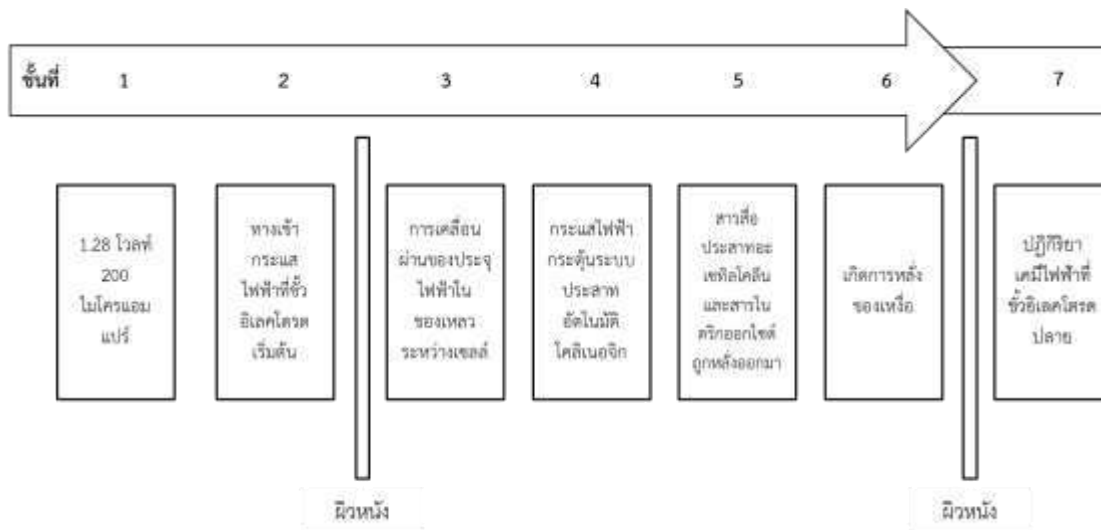 ชั้นที่ 1 2 3 4 5 6 7
1.28 โวลท์
200
ไมโครแอม
แปร์
ทางเข้า
กระแส
ไฟฟ้าที่ขั้ว
อิเลคโตรด
เริ่มต้น
การเคลื่อน
ผ่านของประจุ
ไฟฟ้าใน
ของเหลว
ระหว่างเซลล์
กระแสไฟฟ้า
กระตุ้นระบบ
ประสาท
อัตโนมัติ
โคลิเนอจิก
สารสื่อ
ประสาทอะ
เซทิลโคลีน
และสารไน
ตริกออกไซด์
ถูกหลั่งออกมา
เกิดการหลั่ง
ของเหงื่อ
ปฏิกิริยา
เคมีไฟฟ้าที่
ขั้วอิเลคโตรด
ปลาย
ผิวหนัง
ผิวหนัง